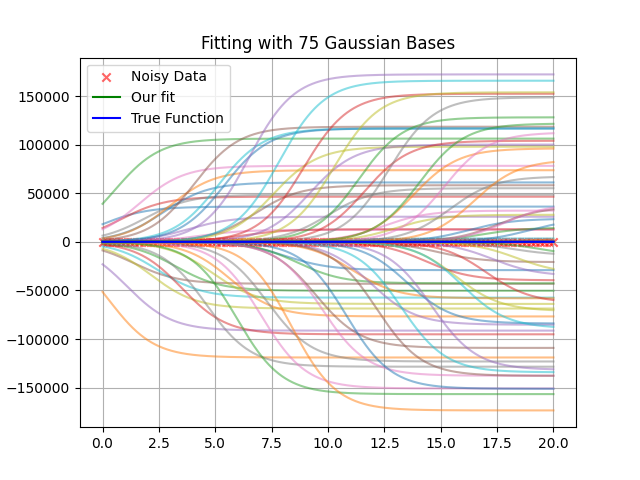 Fitting with 75 Gaussian Bases
Noisy Data
Our fit
True Function
150000
100000
50000
0
−50000
−100000
−150000
0.0 2.5 5.0 7.5 10.0 12.5 15.0 17.5 20.0